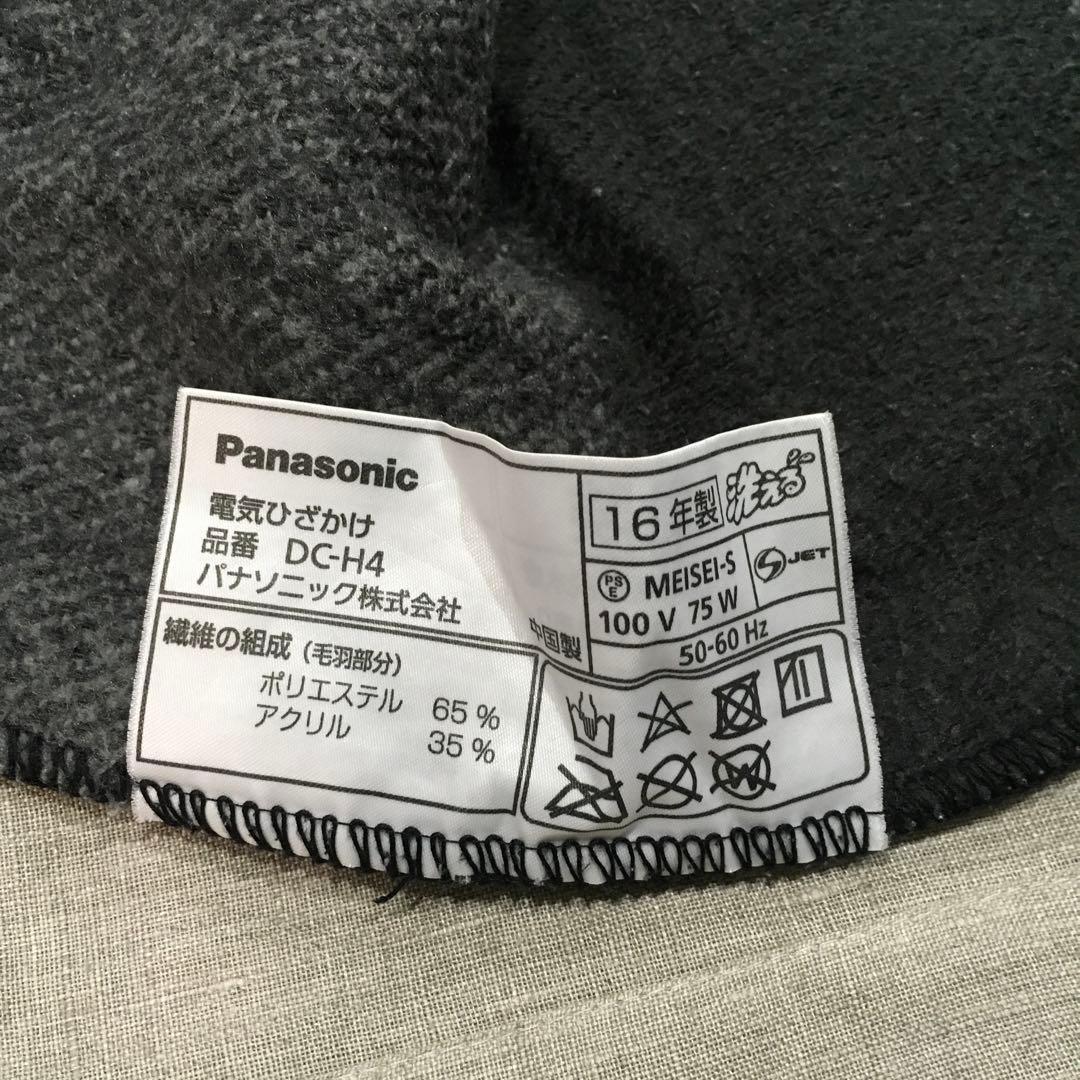 Panasonic
電気ひざかけ
品番 DC-H4
パナソニック株式会社
中国製
16年製
洗える
PSE MEISEI-S
100 V 75 W
50-60 Hz
S JET
繊維の組成（毛羽部分）
ポリエステル 65 %
アクリル 35 %
W